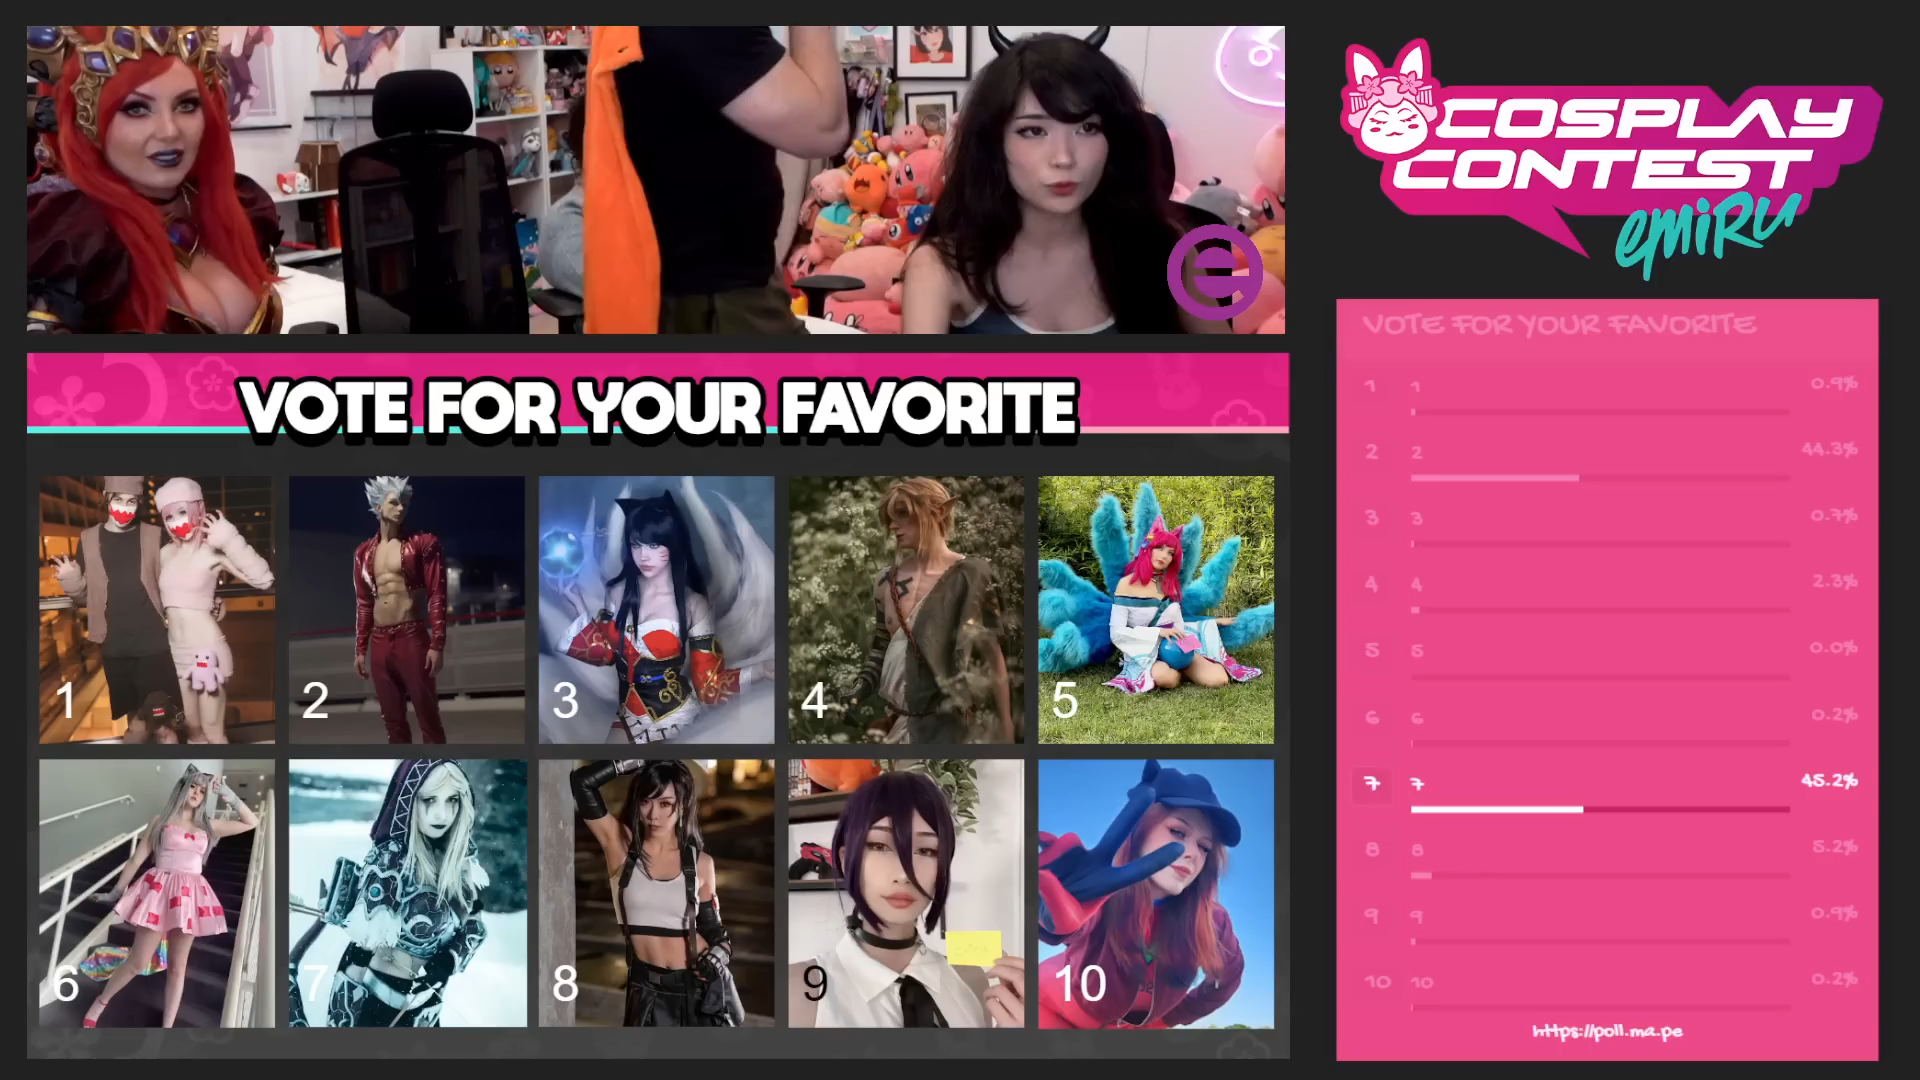 COSPLAY
CONTEST
emiru
e
VOTE FOR YOUR FAVORITE
1
2
3
4
5
6
7
8
9
10
VOTE FOR YOUR FAVORITE
1 1 0.9%
2 2 44.3%
3 3 0.7%
4 4 2.3%
5 5 0.0%
6 6 0.2%
7 7 45.2%
8 8 5.2%
9 9 0.9%
10 10 0.2%
https://poll.ma.pe